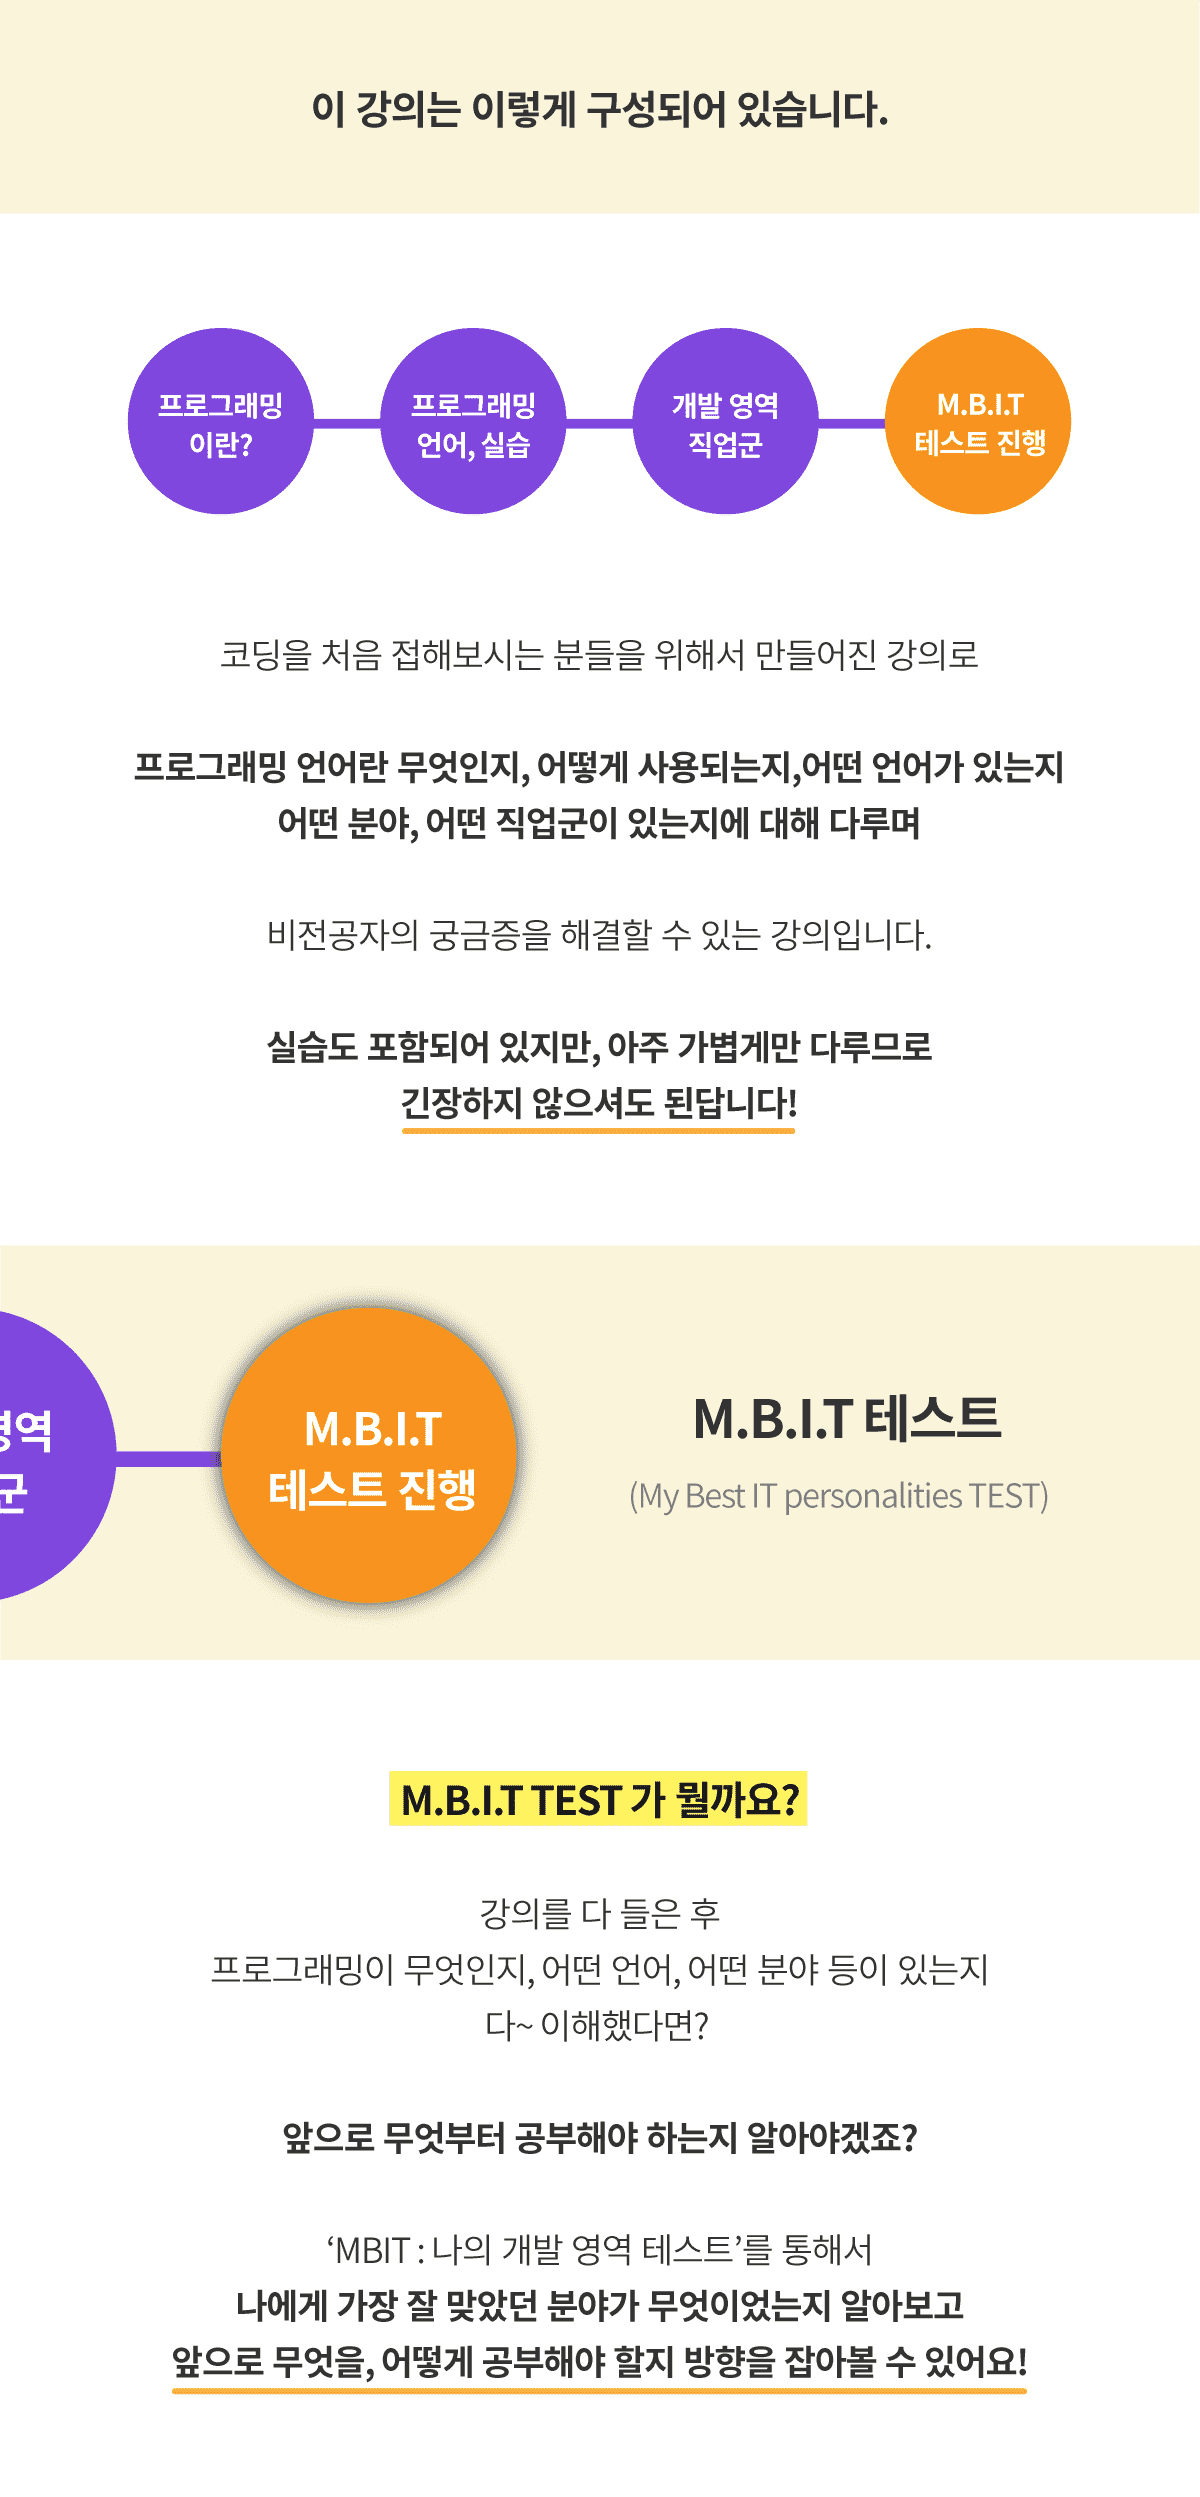 이 강의는 이렇게 구성되어 있습니다.
프로그래밍
이란?
프로그래밍
언어, 실습
개발 영역
직업군
M.B.I.T
테스트 진행
코딩을 처음 접해보시는 분들을 위해서 만들어진 강의로
프로그래밍 언어란 무엇인지, 어떻게 사용되는지,어떤 언어가 있는지
어떤 분야, 어떤 직업군이 있는지에 대해 다루며
비전공자의 궁금증을 해결할 수 있는 강의입니다.
실습도 포함되어 있지만, 아주 가볍게만 다루므로
긴장하지 않으셔도 된답니다!
영역
군
M.B.I.T
테스트 진행
M.B.I.T 테스트
(My Best IT personalities TEST)
M.B.I.T TEST 가 뭘까요?
강의를 다 들은 후
프로그래밍이 무엇인지, 어떤 언어, 어떤 분야 등이 있는지
다~ 이해했다면?
앞으로 무엇부터 공부해야 하는지 알아야겠죠?
‘MBIT : 나의 개발 영역 테스트’를 통해서
나에게 가장 잘 맞았던 분야가 무엇이었는지 알아보고
앞으로 무엇을, 어떻게 공부해야 할지 방향을 잡아볼 수 있어요!